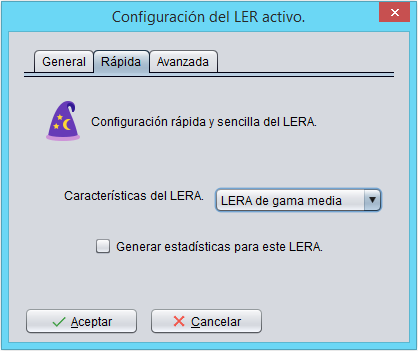 Configuración del LER activo.
General Rápida Avanzada
Configuración rápida y sencilla del LERA.
Características del LERA. LERA de gama media
Generar estadísticas para este LERA.
Aceptar Cancelar